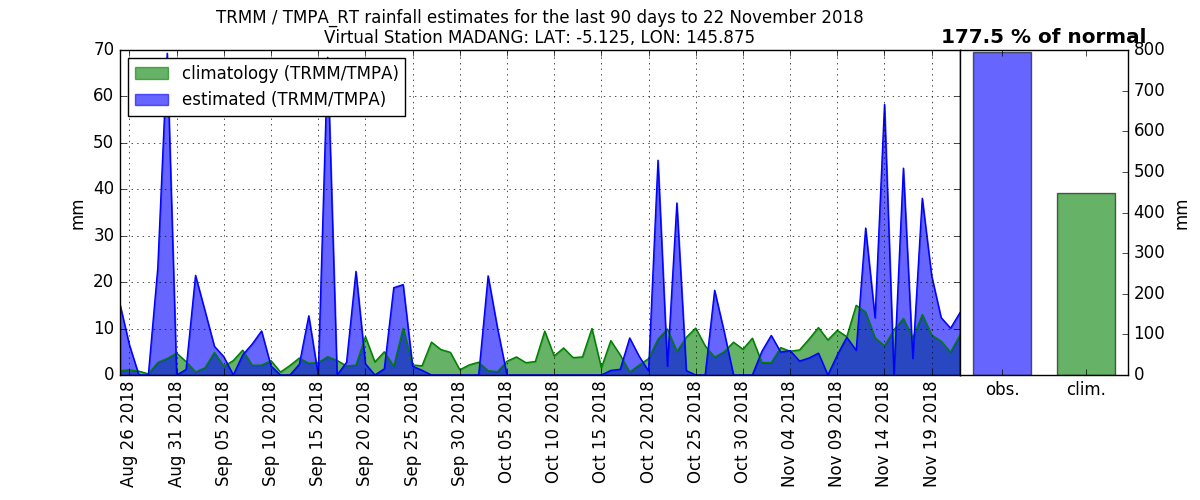 TRMM / TMPA_RT rainfall estimates for the last 90 days to 22 November 2018
Virtual Station MADANG: LAT: -5.125, LON: 145.875
177.5 % of normal
climatology (TRMM/TMPA)
estimated (TRMM/TMPA)
70
60
50
40
30
20
10
0
mm
Aug 26 2018
Aug 31 2018
Sep 05 2018
Sep 10 2018
Sep 15 2018
Sep 20 2018
Sep 25 2018
Sep 30 2018
Oct 05 2018
Oct 10 2018
Oct 15 2018
Oct 20 2018
Oct 25 2018
Oct 30 2018
Nov 04 2018
Nov 09 2018
Nov 14 2018
Nov 19 2018
obs.
clim.
800
700
600
500
400
300
200
100
0
mm